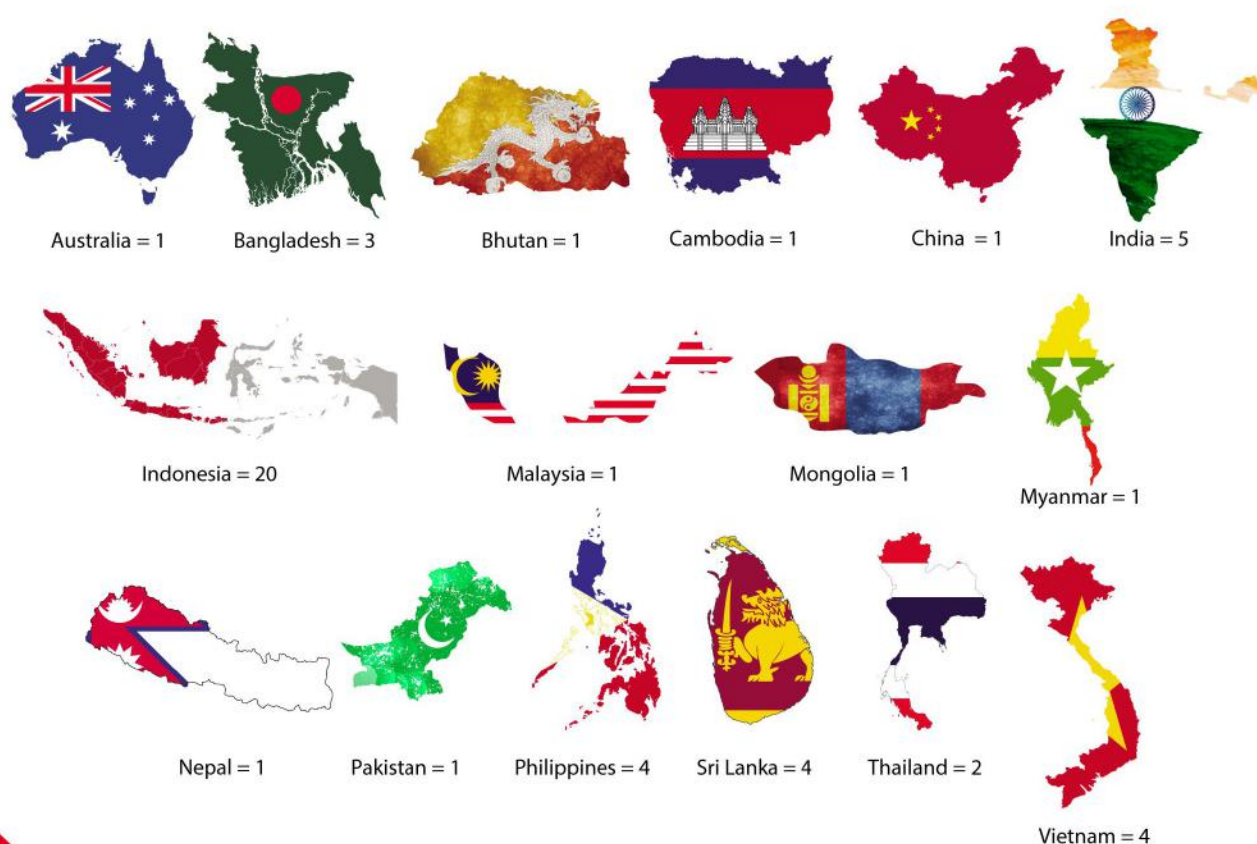 Australia = 1
Bangladesh = 3
Bhutan = 1
Cambodia = 1
China = 1
India = 5
Indonesia = 20
Malaysia = 1
Mongolia = 1
Myanmar = 1
Nepal = 1
Pakistan = 1
Philippines = 4
Sri Lanka = 4
Thailand = 2
Vietnam = 4